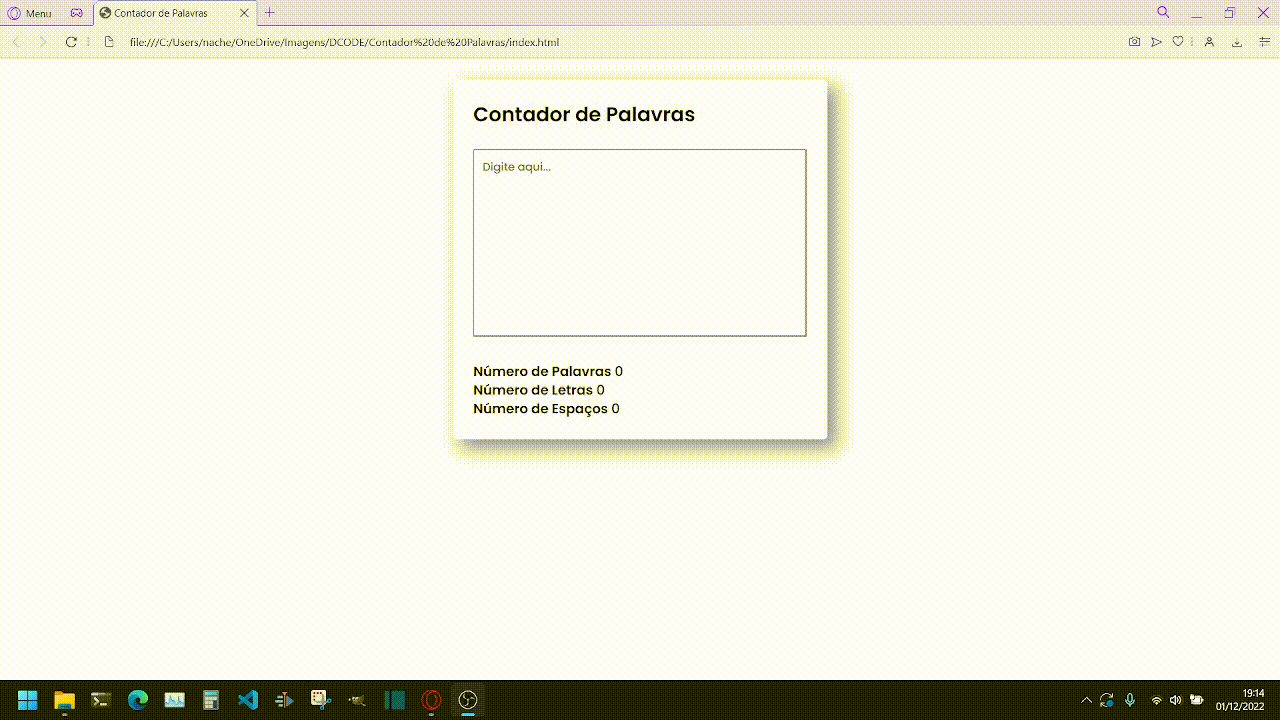 Menu
Contador de Palavras
file:///C:/Users/nache/OneDrive/Imagens/DCODE/Contador%20de%20Palavras/index.html
Contador de Palavras
Digite aqui...
Número de Palavras 0
Número de Letras 0
Número de Espaços 0
19:14
01/12/2022